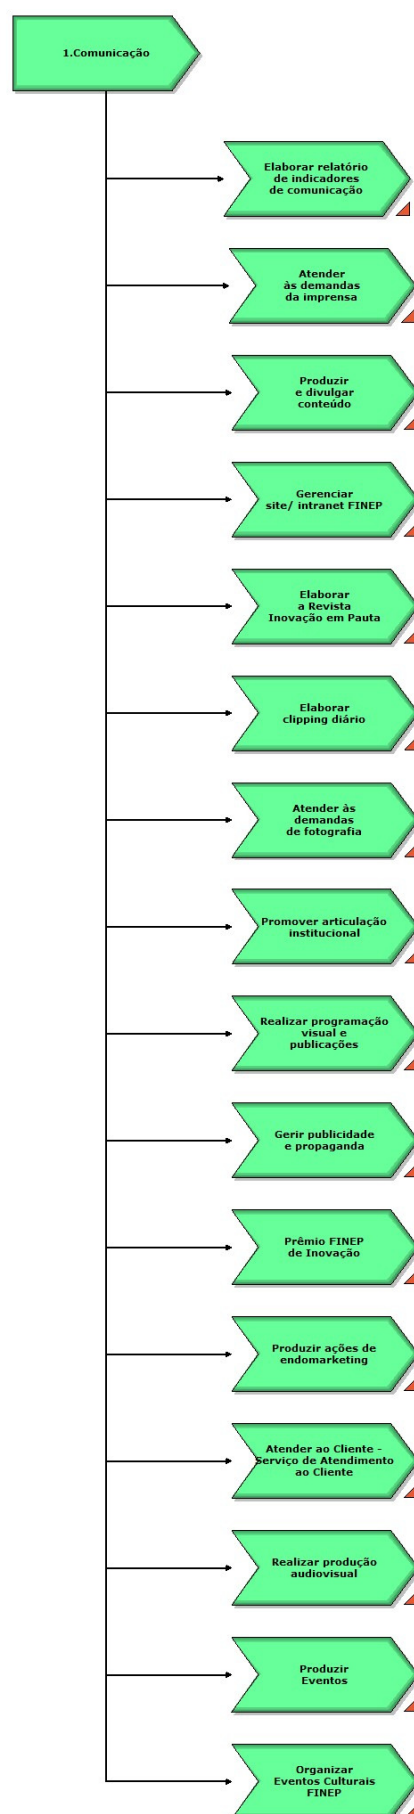 1.Comunicação
Elaborar relatório
de indicadores
de comunicação
Atender
às demandas
da imprensa
Produzir
e divulgar
conteúdo
Gerenciar
site/ intranet FINEP
Elaborar
a Revista
Inovação em Pauta
Elaborar
clipping diário
Atender às
demandas
de fotografia
Promover articulação
institucional
Realizar programação
visual e
publicações
Gerir publicidade
e propaganda
Prêmio FINEP
de Inovação
Produzir ações de
endomarketing
Atender ao Cliente -
Serviço de Atendimento
ao Cliente
Realizar produção
audiovisual
Produzir
Eventos
Organizar
Eventos Culturais
FINEP